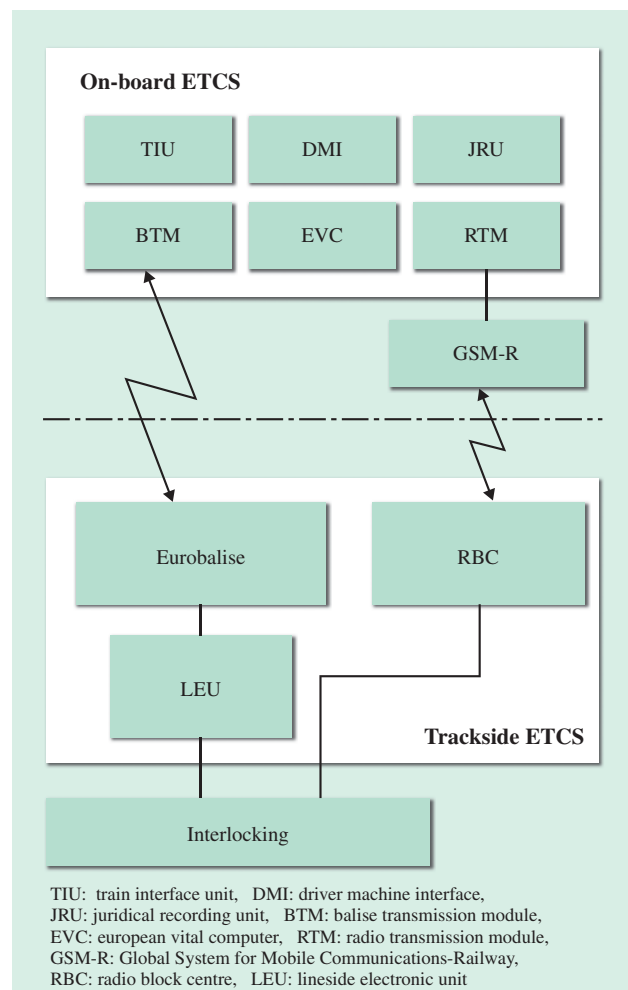 On-board ETCS
TIU DMI JRU
BTM EVC RTM
GSM-R
Eurobalise RBC
LEU
Trackside ETCS
Interlocking
TIU: train interface unit, DMI: driver machine interface,
JRU: juridical recording unit, BTM: balise transmission module,
EVC: european vital computer, RTM: radio transmission module,
GSM-R: Global System for Mobile Communications-Railway,
RBC: radio block centre, LEU: lineside electronic unit